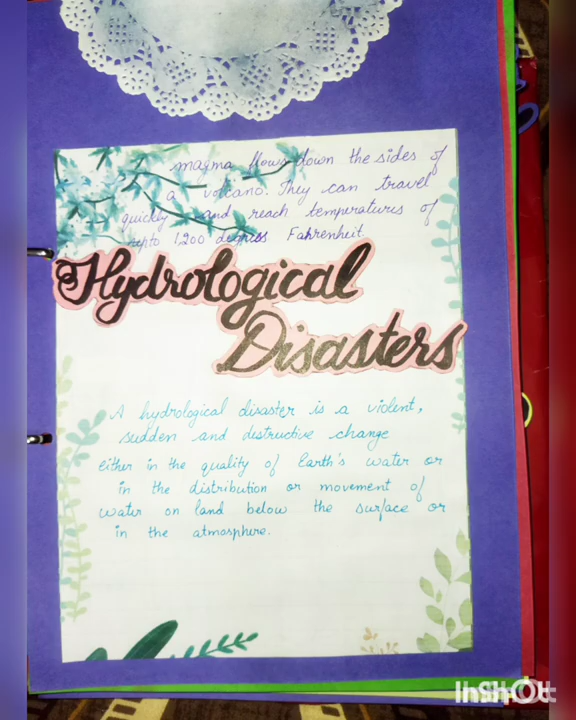 magma flows down the sides of
a volcano. They can travel
quickly and reach temperatures of
upto 1,200 degrees Fahrenheit
Hydrological
Disasters
A hydrological disaster is a violent,
sudden and destructive change
either in the quality of Earth's water or
in the distribution or movement of
water on land below the surface or
in the atmosphere.
InShOt